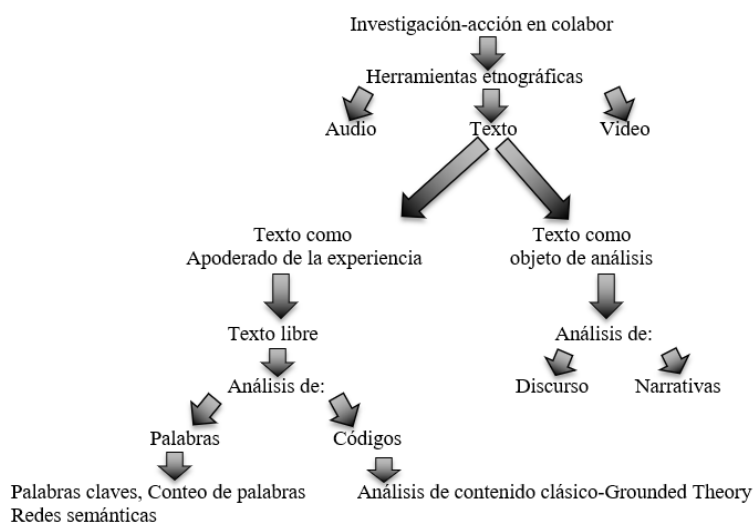 Investigación-acción en colabor
Herramientas etnográficas
Audio
Texto
Video
Texto como
Apoderado de la experiencia
Texto como
objeto de análisis
Texto libre
Análisis de:
Análisis de:
Discurso
Narrativas
Palabras
Códigos
Palabras claves, Conteo de palabras
Redes semánticas
Análisis de contenido clásico-Grounded Theory